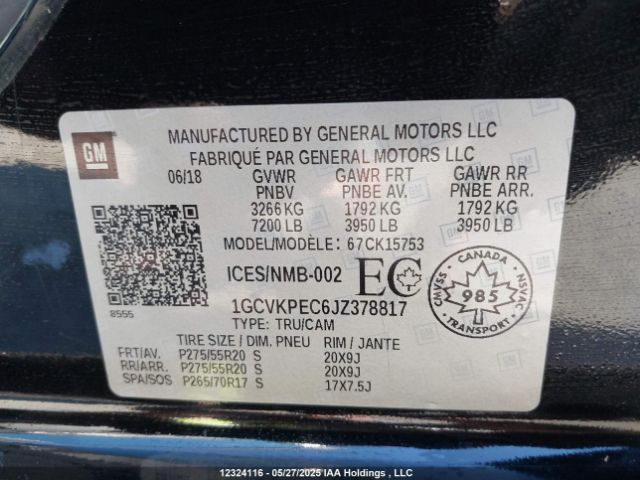 GM
MANUFACTURED BY GENERAL MOTORS LLC
FABRIQUÉ PAR GENERAL MOTORS LLC
06/18 GVWR GAWR FRT GAWR RR
PNBV PNBE AV. PNBE ARR.
3266 KG 1792 KG 1792 KG
7200 LB 3950 LB 3950 LB
MODEL/MODÈLE: 67CK15753
ICES/NMB-002 EC
CANADA
CMVSS 985 NSVAC
TRANSPORT
8555
1GCVKPEC6JZ378817
TYPE: TRU/CAM
TIRE SIZE / DIM. PNEU RIM / JANTE
FRT/AV. P275/55R20 S 20X9J
RR/ARR. P275/55R20 S 20X9J
SPA/SOS P265/70R17 S 17X7.5J
12324116 - 05/27/2025 IAA Holdings , LLC